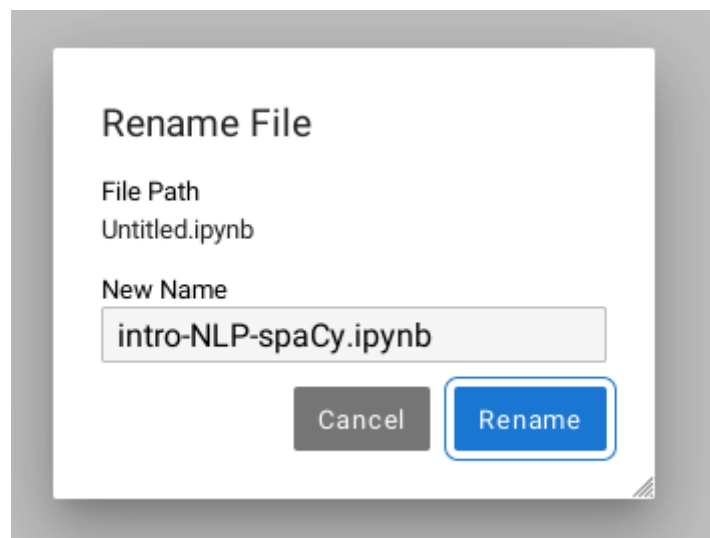 Rename File
File Path
Untitled.ipynb
New Name
intro-NLP-spaCy.ipynb
Cancel Rename